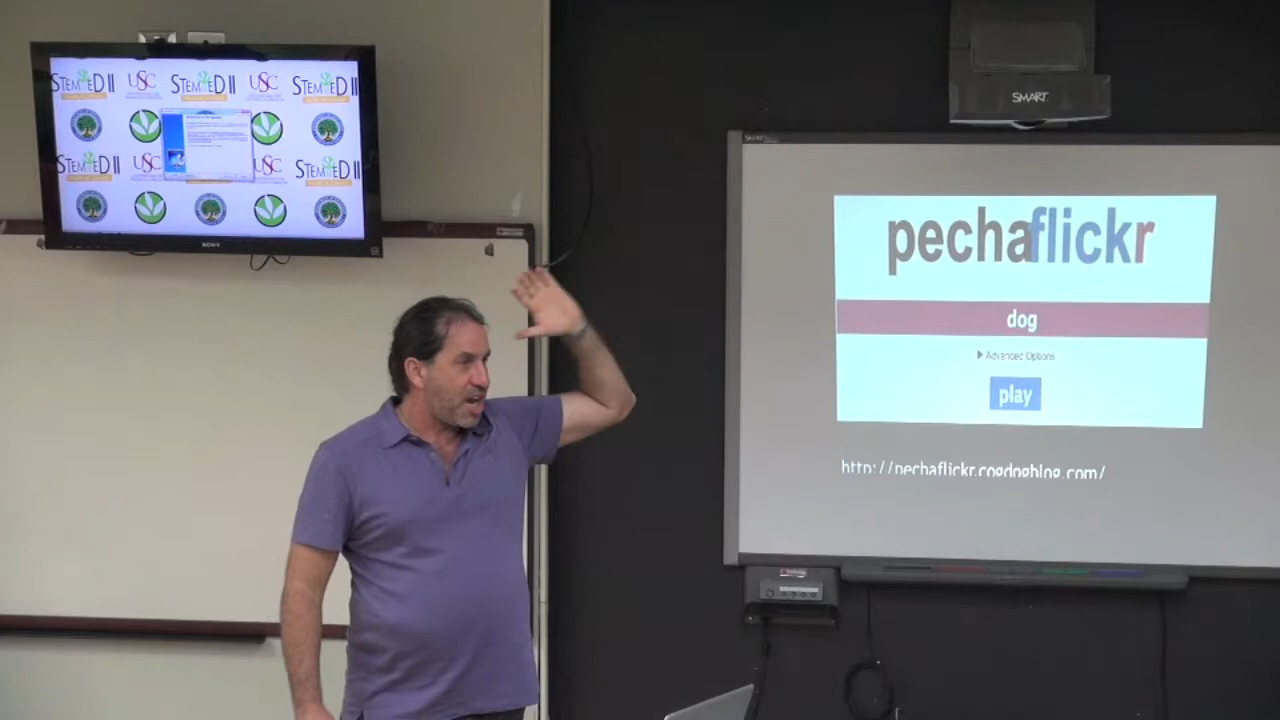 STEM ED II USC STEM ED II USC STEM ED II
STEM ED II USC USC STEM ED II
SONY
SMART
pechaflickr
dog
Advanced Options
play
http://pechaflickr.cogdogblog.com/